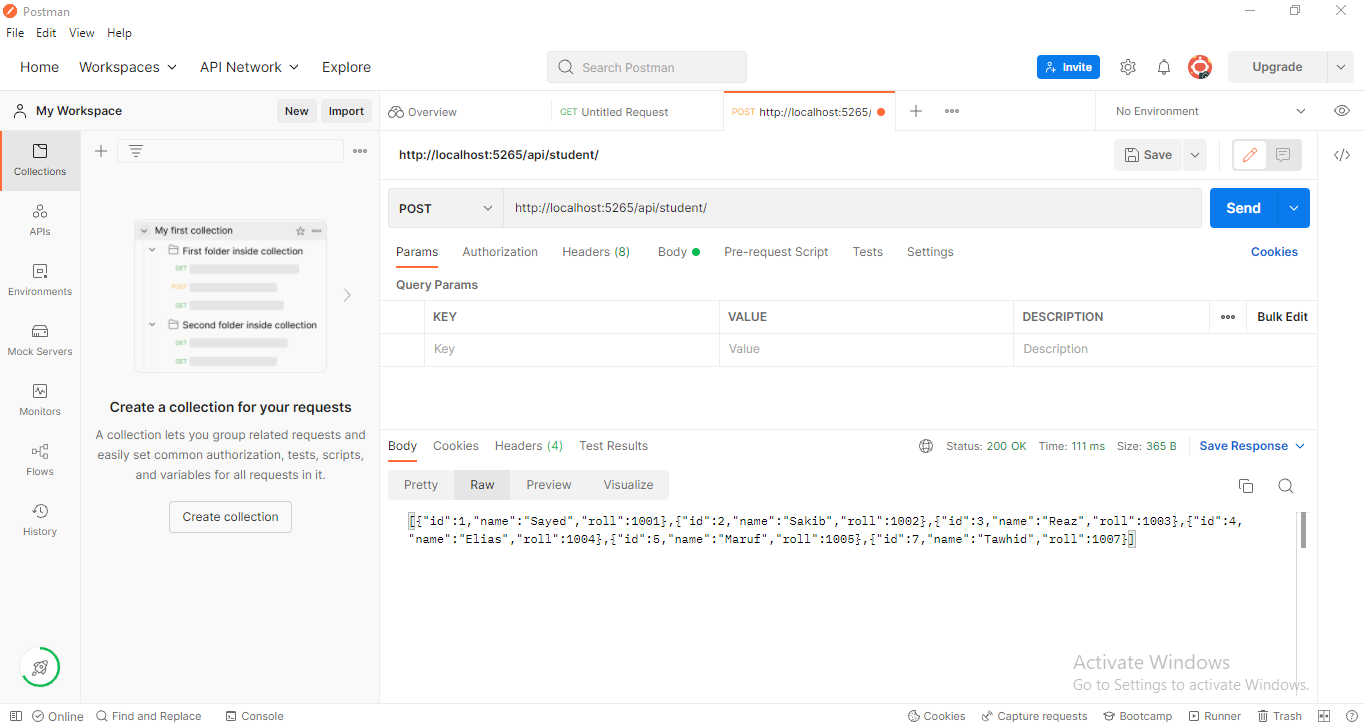 Postman
File Edit View Help
Home Workspaces API Network Explore Search Postman Invite Upgrade
My Workspace New Import Overview GET Untitled Request POST http://localhost:5265/ No Environment
Collections
APIs
Environments
Mock Servers
Monitors
Flows
History
My first collection
First folder inside collection
GET
POST
GET
Second folder inside collection
GET
GET
Create a collection for your requests
A collection lets you group related requests and
easily set common authorization, tests, scripts,
and variables for all requests in it.
Create collection
http://localhost:5265/api/student/ Save
POST http://localhost:5265/api/student/ Send
Params Authorization Headers (8) Body Pre-request Script Tests Settings Cookies
Query Params
KEY VALUE DESCRIPTION Bulk Edit
Key Value Description
Body Cookies Headers (4) Test Results Status: 200 OK Time: 111 ms Size: 365 B Save Response
Pretty Raw Preview Visualize
[{"id":1,"name":"Sayed","roll":1001},{"id":2,"name":"Sakib","roll":1002},{"id":3,"name":"Reaz","roll":1003},{"id":4,
"name":"Elias","roll":1004},{"id":5,"name":"Maruf","roll":1005},{"id":7,"name":"Tawhid","roll":1007}]
Activate Windows
Go to Settings to activate Windows.
Online Find and Replace Console Cookies Capture requests Bootcamp Runner Trash